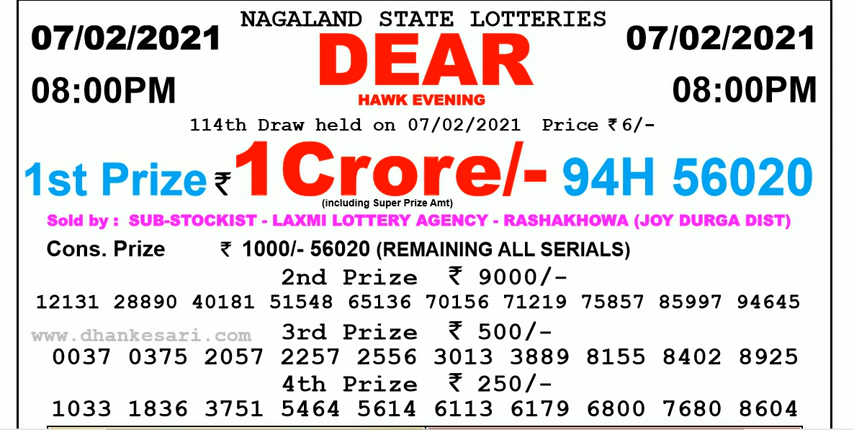 NAGALAND STATE LOTTERIES
07/02/2021 DEAR 07/02/2021
08:00PM HAWK EVENING 08:00PM
114th Draw held on 07/02/2021 Price ₹ 6/-
1st Prize ₹ 1Crore/- 94H 56020
(including Super Prize Amt)
Sold by : SUB-STOCKIST - LAXMI LOTTERY AGENCY - RASHAKHOWA (JOY DURGA DIST)
Cons. Prize ₹ 1000/- 56020 (REMAINING ALL SERIALS)
2nd Prize ₹ 9000/-
12131 28890 40181 51548 65136 70156 71219 75857 85997 94645
www.dhankesari.com 3rd Prize ₹ 500/-
0037 0375 2057 2257 2556 3013 3889 8155 8402 8925
4th Prize ₹ 250/-
1033 1836 3751 5464 5614 6113 6179 6800 7680 8604